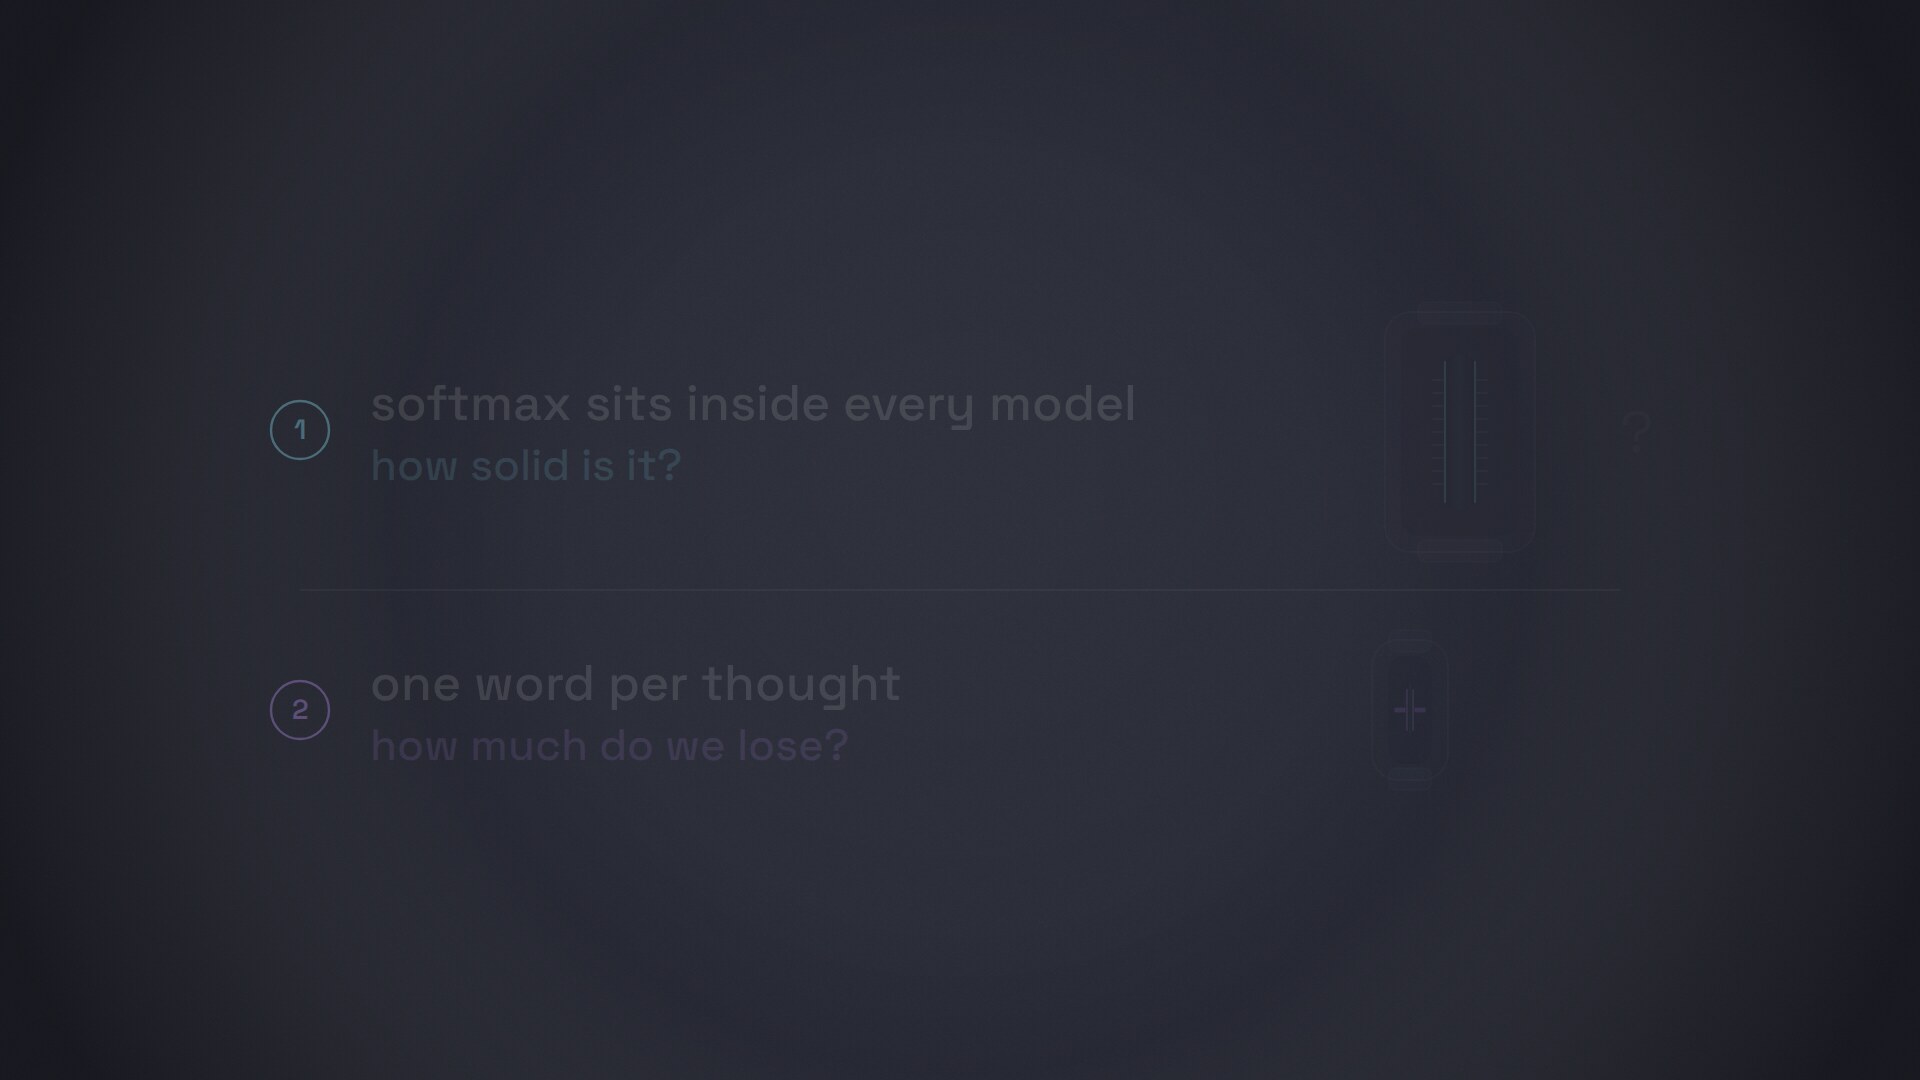 1
softmax sits inside every model
how solid is it?
?
2
one word per thought
how much do we lose?